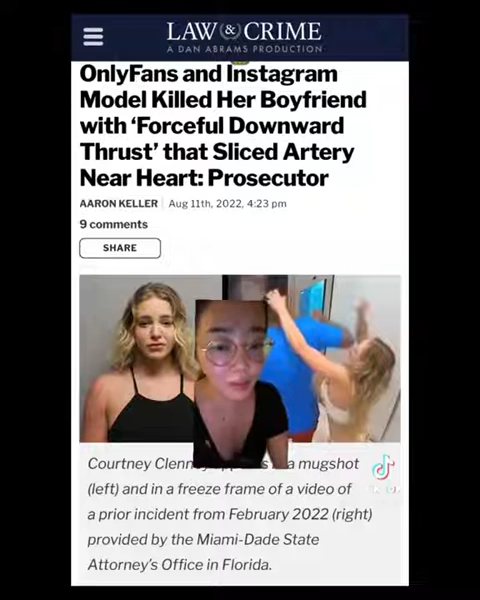 LAW & CRIME
A DAN ABRAMS PRODUCTION
OnlyFans and Instagram
Model Killed Her Boyfriend
with ‘Forceful Downward
Thrust’ that Sliced Artery
Near Heart: Prosecutor
AARON KELLER | Aug 11th, 2022, 4:23 pm
9 comments
SHARE
Courtney a mugshot
(left) and in a freeze frame of a video of
a prior incident from February 2022 (right)
provided by the Miami-Dade State
Attorney’s Office in Florida.